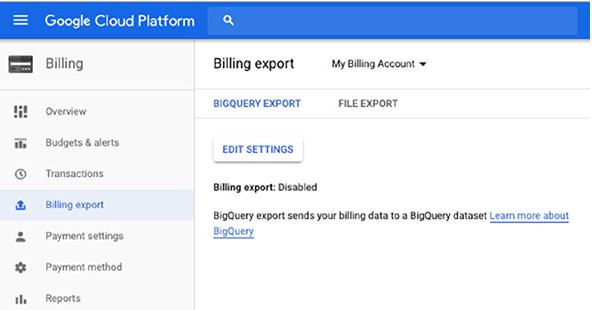 Google Cloud Platform
Billing
Billing export
My Billing Account
BIGQUERY EXPORT
FILE EXPORT
Overview
Budgets & alerts
Transactions
Billing export
Payment settings
Payment method
Reports
EDIT SETTINGS
Billing export: Disabled
BigQuery export sends your billing data to a BigQuery dataset Learn more about
BigQuery